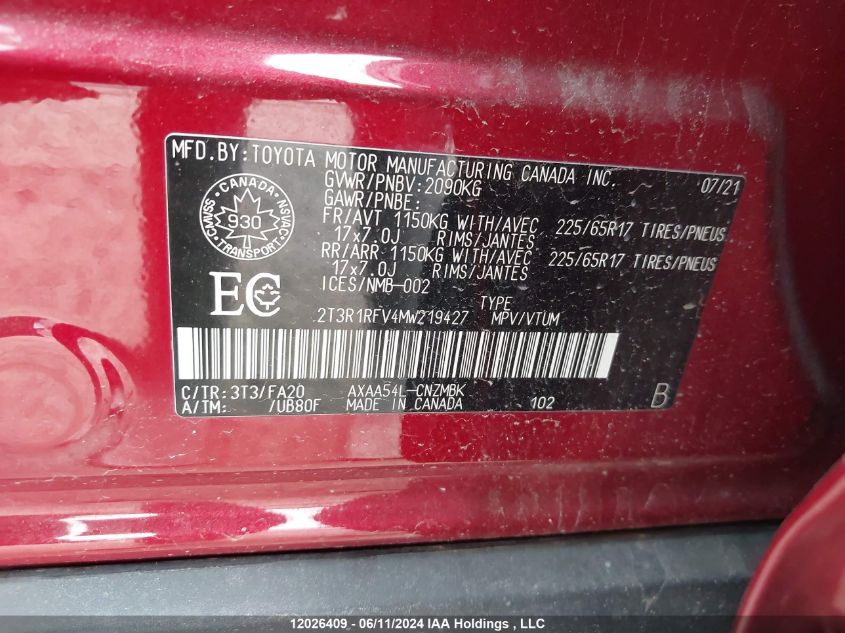 MFD.BY:TOYOTA MOTOR MANUFACTURING CANADA INC. 07/21
GVWR/PNBV:2090KG
GAWR/PNBE:
FR/AVT 1150KG WITH/AVEC 225/65R17 TIRES/PNEUS
17x7.0J RIMS/JANTES
RR/ARR 1150KG WITH/AVEC 225/65R17 TIRES/PNEUS
17x7.0J RIMS/JANTES
ICES/NMB-002
CANADA
CMVSS 930 NSVAC
TRANSPORT
EC
TYPE
2T3R1RFV4MW219427 MPV/VTUM
C/TR:3T3/FA20 AXAA54L-CNZMBK
A/TM: /UB80F MADE IN CANADA 102 B
12026409 - 06/11/2024 IAA Holdings , LLC